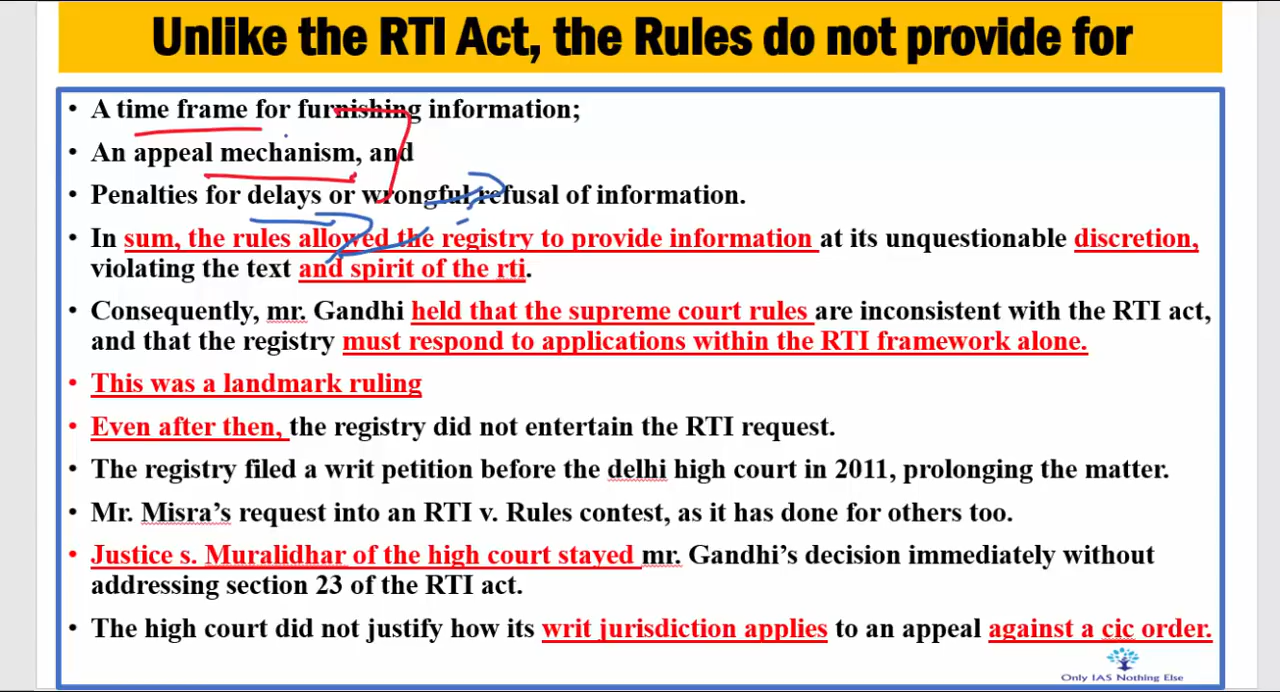 Unlike the RTI Act, the Rules do not provide for
• A time frame for furnishing information;
• An appeal mechanism, and
• Penalties for delays or wrongful refusal of information.
• In sum, the rules allowed the registry to provide information at its unquestionable discretion,
violating the text and spirit of the rti.
• Consequently, mr. Gandhi held that the supreme court rules are inconsistent with the RTI act,
and that the registry must respond to applications within the RTI framework alone.
• This was a landmark ruling
• Even after then, the registry did not entertain the RTI request.
• The registry filed a writ petition before the delhi high court in 2011, prolonging the matter.
• Mr. Misra’s request into an RTI v. Rules contest, as it has done for others too.
• Justice s. Muralidhar of the high court stayed mr. Gandhi’s decision immediately without
addressing section 23 of the RTI act.
• The high court did not justify how its writ jurisdiction applies to an appeal against a cic order.
Only IAS Nothing Else